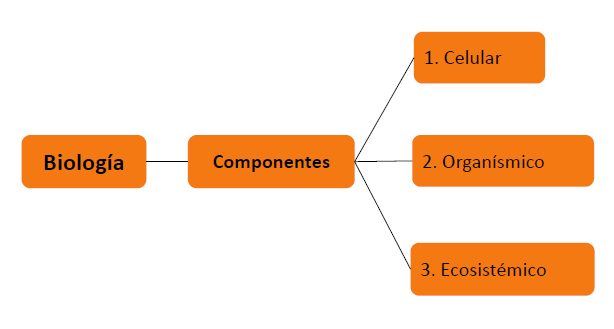 Biología
Componentes
1. Celular
2. Organísmico
3. Ecosistémico